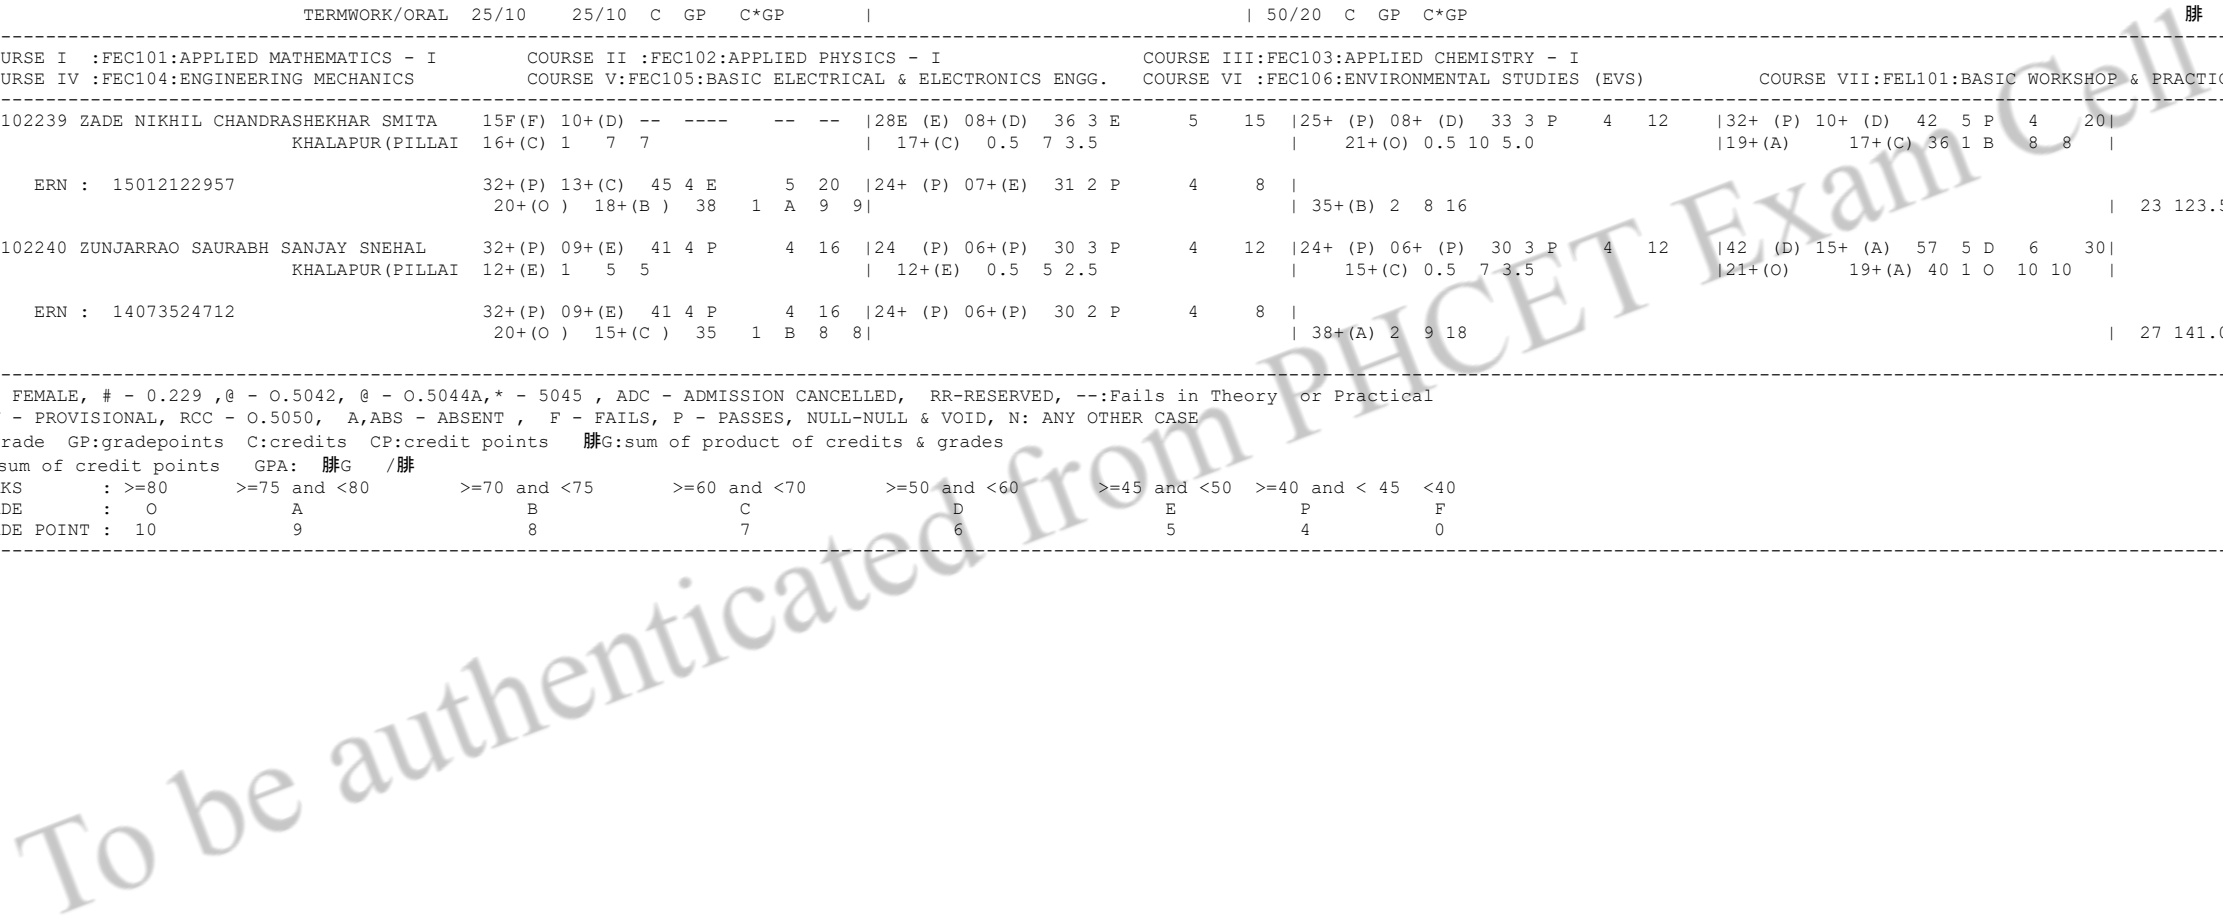 TERMWORK/ORAL 25/10 25/10 C GP C*GP | | 50/20 C GP C*GP 腓
URSE I :FEC101:APPLIED MATHEMATICS - I COURSE II :FEC102:APPLIED PHYSICS - I COURSE III:FEC103:APPLIED CHEMISTRY - I
URSE IV :FEC104:ENGINEERING MECHANICS COURSE V:FEC105:BASIC ELECTRICAL & ELECTRONICS ENGG. COURSE VI :FEC106:ENVIRONMENTAL STUDIES (EVS) COURSE VII:FEL101:BASIC WORKSHOP & PRACTIC
102239 ZADE NIKHIL CHANDRASHEKHAR SMITA 15F(F) 10+(D) -- ---- -- -- |28E (E) 08+(D) 36 3 E 5 15 |25+ (P) 08+ (D) 33 3 P 4 12 |32+ (P) 10+ (D) 42 5 P 4 20|
KHALAPUR(PILLAI 16+(C) 1 7 7 | 17+(C) 0.5 7 3.5 | 21+(O) 0.5 10 5.0 |19+(A) 17+(C) 36 1 B 8 8 |
ERN : 15012122957 32+(P) 13+(C) 45 4 E 5 20 |24+ (P) 07+(E) 31 2 P 4 8 |
20+(O ) 18+(B ) 38 1 A 9 9| | 35+(B) 2 8 16 | 23 123.5
102240 ZUNJARRAO SAURABH SANJAY SNEHAL 32+(P) 09+(E) 41 4 P 4 16 |24 (P) 06+(P) 30 3 P 4 12 |24+ (P) 06+ (P) 30 3 P 4 12 |42 (D) 15+ (A) 57 5 D 6 30|
KHALAPUR(PILLAI 12+(E) 1 5 5 | 12+(E) 0.5 5 2.5 | 15+(C) 0.5 7 3.5 |21+(O) 19+(A) 40 1 O 10 10 |
ERN : 14073524712 32+(P) 09+(E) 41 4 P 4 16 |24+ (P) 06+(P) 30 2 P 4 8 |
20+(O ) 15+(C ) 35 1 B 8 8| | 38+(A) 2 9 18 | 27 141.0
FEMALE, # - 0.229 ,@ - O.5042, @ - O.5044A,* - 5045 , ADC - ADMISSION CANCELLED, RR-RESERVED, --:Fails in Theory or Practical
- PROVISIONAL, RCC - O.5050, A,ABS - ABSENT , F - FAILS, P - PASSES, NULL-NULL & VOID, N: ANY OTHER CASE
rade GP:gradepoints C:credits CP:credit points 腓G:sum of product of credits & grades
sum of credit points GPA: 腓G /腓
KS : >=80 >=75 and <80 >=70 and <75 >=60 and <70 >=50 and <60 >=45 and <50 >=40 and < 45 <40
DE : O A B C D E P F
DE POINT : 10 9 8 7 6 5 4 0
To be authenticated from PHCET Exam Cell